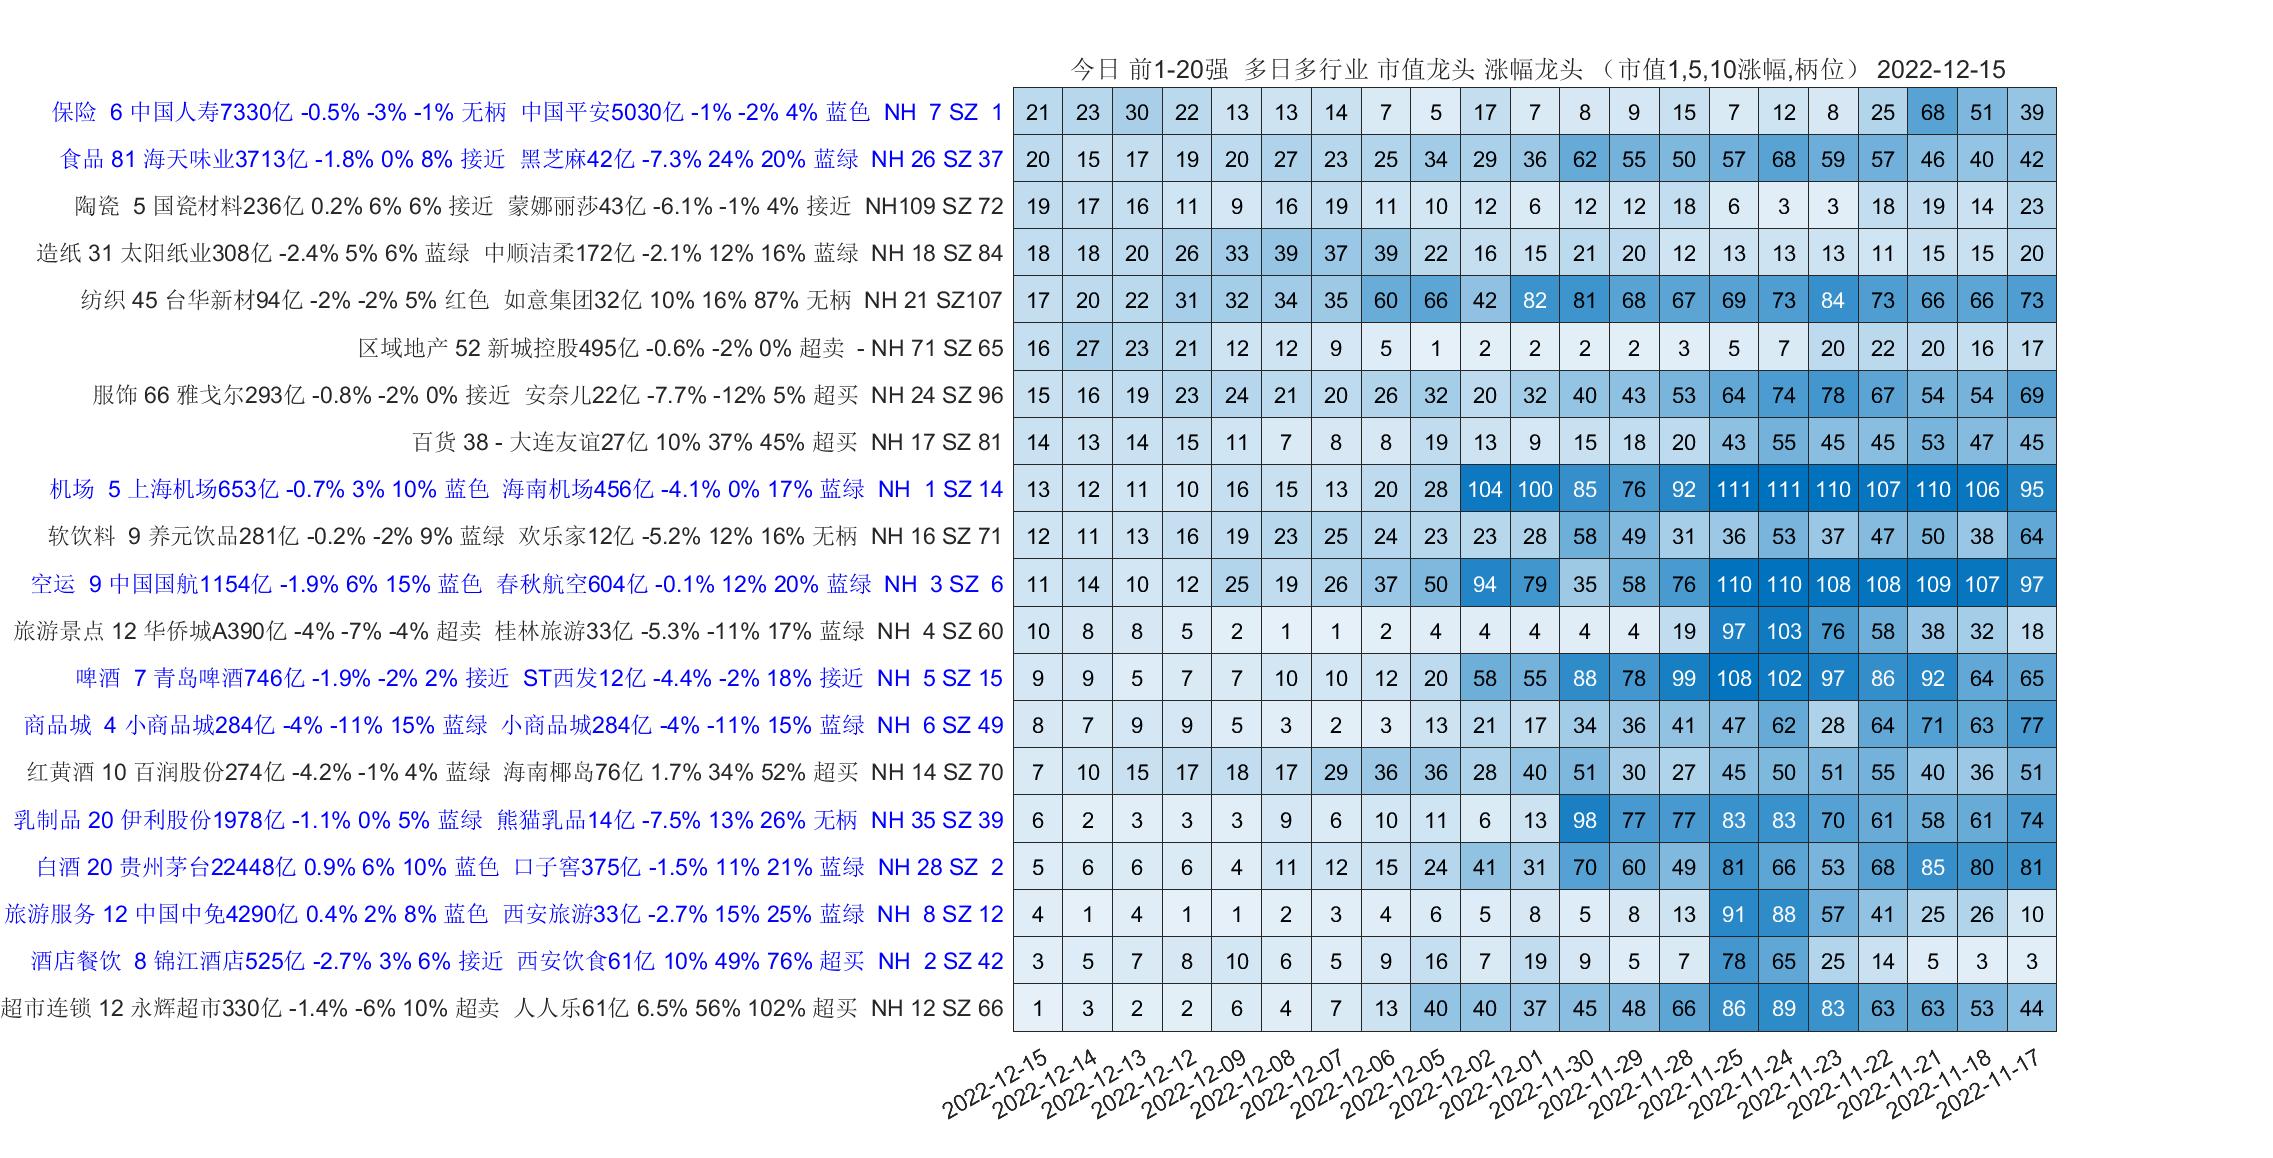 今日 前1-20强 多日多行业 市值龙头 涨幅龙头 （市值1,5,10涨幅,柄位） 2022-12-15
保险 6 中国人寿7330亿 -0.5% -3% -1% 无柄 中国平安5030亿 -1% -2% 4% 蓝色 NH 7 SZ 1 21 23 30 22 13 13 14 7 5 17 7 8 9 15 7 12 8 25 68 51 39
食品 81 海天味业3713亿 -1.8% 0% 8% 接近 黑芝麻42亿 -7.3% 24% 20% 蓝绿 NH 26 SZ 37 20 15 17 19 20 27 23 25 34 29 36 62 55 50 57 68 59 57 46 40 42
陶瓷 5 国瓷材料236亿 0.2% 6% 6% 接近 蒙娜丽莎43亿 -6.1% -1% 4% 接近 NH109 SZ 72 19 17 16 11 9 16 19 11 10 12 6 12 12 18 6 3 3 18 19 14 23
造纸 31 太阳纸业308亿 -2.4% 5% 6% 蓝绿 中顺洁柔172亿 -2.1% 12% 16% 蓝绿 NH 18 SZ 84 18 18 20 26 33 39 37 39 22 16 15 21 20 12 13 13 13 11 15 15 20
纺织 45 台华新材94亿 -2% -2% 5% 红色 如意集团32亿 10% 16% 87% 无柄 NH 21 SZ107 17 20 22 31 32 34 35 60 66 42 82 81 68 67 69 73 84 73 66 66 73
区域地产 52 新城控股495亿 -0.6% -2% 0% 超卖 - NH 71 SZ 65 16 27 23 21 12 12 9 5 1 2 2 2 2 3 5 7 20 22 20 16 17
服饰 66 雅戈尔293亿 -0.8% -2% 0% 接近 安奈儿22亿 -7.7% -12% 5% 超买 NH 24 SZ 96 15 16 19 23 24 21 20 26 32 20 32 40 43 53 64 74 78 67 54 54 69
百货 38 - 大连友谊27亿 10% 37% 45% 超买 NH 17 SZ 81 14 13 14 15 11 7 8 8 19 13 9 15 18 20 43 55 45 45 53 47 45
机场 5 上海机场653亿 -0.7% 3% 10% 蓝色 海南机场456亿 -4.1% 0% 17% 蓝绿 NH 1 SZ 14 13 12 11 10 16 15 13 20 28 104 100 85 76 92 111 111 110 107 110 106 95
软饮料 9 养元饮品281亿 -0.2% -2% 9% 蓝绿 欢乐家12亿 -5.2% 12% 16% 无柄 NH 16 SZ 71 12 11 13 16 19 23 25 24 23 23 28 58 49 31 36 53 37 47 50 38 64
空运 9 中国国航1154亿 -1.9% 6% 15% 蓝色 春秋航空604亿 -0.1% 12% 20% 蓝绿 NH 3 SZ 6 11 14 10 12 25 19 26 37 50 94 79 35 58 76 110 110 108 108 109 107 97
旅游景点 12 华侨城A390亿 -4% -7% -4% 超卖 桂林旅游33亿 -5.3% -11% 17% 蓝绿 NH 4 SZ 60 10 8 8 5 2 1 1 2 4 4 4 4 4 19 97 103 76 58 38 32 18
啤酒 7 青岛啤酒746亿 -1.9% -2% 2% 接近 ST西发12亿 -4.4% -2% 18% 接近 NH 5 SZ 15 9 9 5 7 7 10 10 12 20 58 55 88 78 99 108 102 97 86 92 64 65
商品城 4 小商品城284亿 -4% -11% 15% 蓝绿 小商品城284亿 -4% -11% 15% 蓝绿 NH 6 SZ 49 8 7 9 9 5 3 2 3 13 21 17 34 36 41 47 62 28 64 71 63 77
红黄酒 10 百润股份274亿 -4.2% -1% 4% 蓝绿 海南椰岛76亿 1.7% 34% 52% 超买 NH 14 SZ 70 7 10 15 17 18 17 29 36 36 28 40 51 30 27 45 50 51 55 40 36 51
乳制品 20 伊利股份1978亿 -1.1% 0% 5% 蓝绿 熊猫乳品14亿 -7.5% 13% 26% 无柄 NH 35 SZ 39 6 2 3 3 3 9 6 10 11 6 13 98 77 77 83 83 70 61 58 61 74
白酒 20 贵州茅台22448亿 0.9% 6% 10% 蓝色 口子窖375亿 -1.5% 11% 21% 蓝绿 NH 28 SZ 2 5 6 6 6 4 11 12 15 24 41 31 70 60 49 81 66 53 68 85 80 81
旅游服务 12 中国中免4290亿 0.4% 2% 8% 蓝色 西安旅游33亿 -2.7% 15% 25% 蓝绿 NH 8 SZ 12 4 1 4 1 1 2 3 4 6 5 8 5 8 13 91 88 57 41 25 26 10
酒店餐饮 8 锦江酒店525亿 -2.7% 3% 6% 接近 西安饮食61亿 10% 49% 76% 超买 NH 2 SZ 42 3 5 7 8 10 6 5 9 16 7 19 9 5 7 78 65 25 14 5 3 3
超市连锁 12 永辉超市330亿 -1.4% -6% 10% 超卖 人人乐61亿 6.5% 56% 102% 超买 NH 12 SZ 66 1 3 2 2 6 4 7 13 40 40 37 45 48 66 86 89 83 63 63 53 44
2022-12-15 2022-12-14 2022-12-13 2022-12-12 2022-12-09 2022-12-08 2022-12-07 2022-12-06 2022-12-05 2022-12-02 2022-12-01 2022-11-30 2022-11-29 2022-11-28 2022-11-25 2022-11-24 2022-11-23 2022-11-22 2022-11-21 2022-11-18 2022-11-17